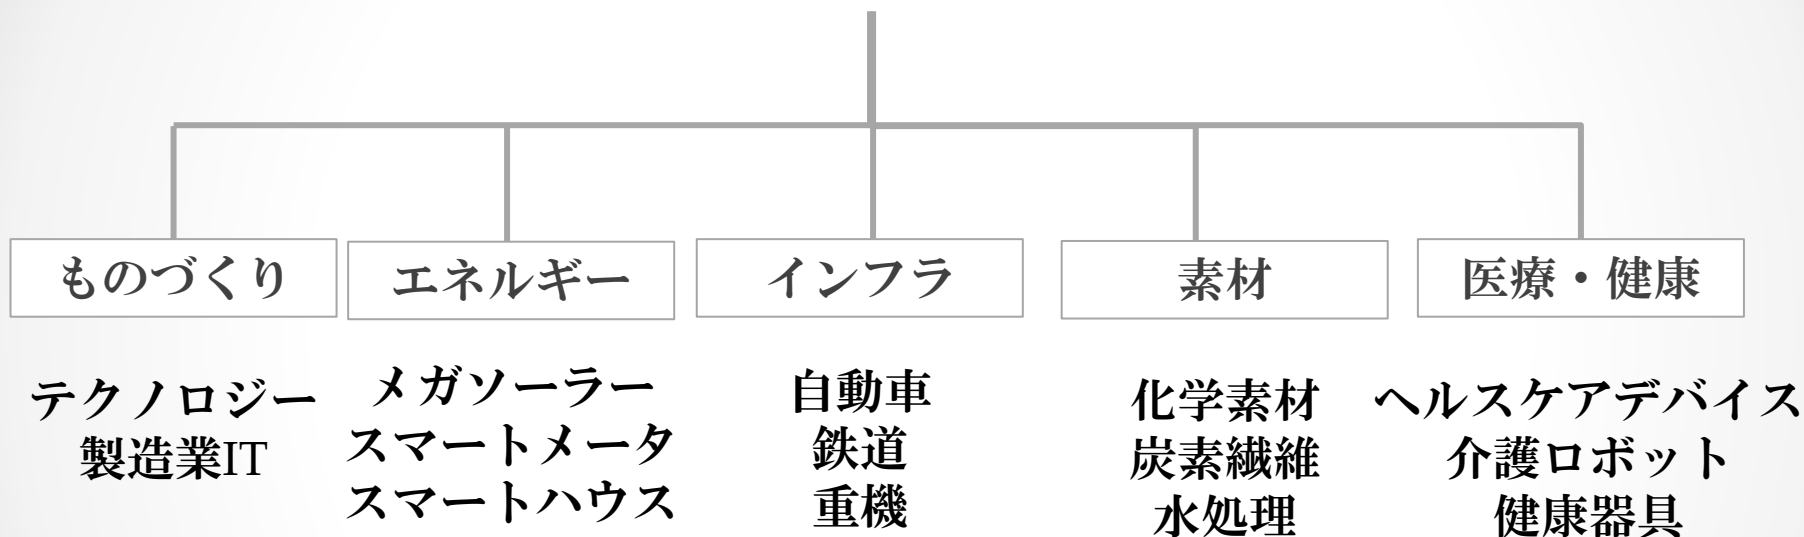 ものづくり
エネルギー
インフラ
素材
医療・健康
テクノロジー
製造業IT
メガソーラー
スマートメータ
スマートハウス
自動車
鉄道
重機
化学素材
炭素繊維
水処理
ヘルスケアデバイス
介護ロボット
健康器具